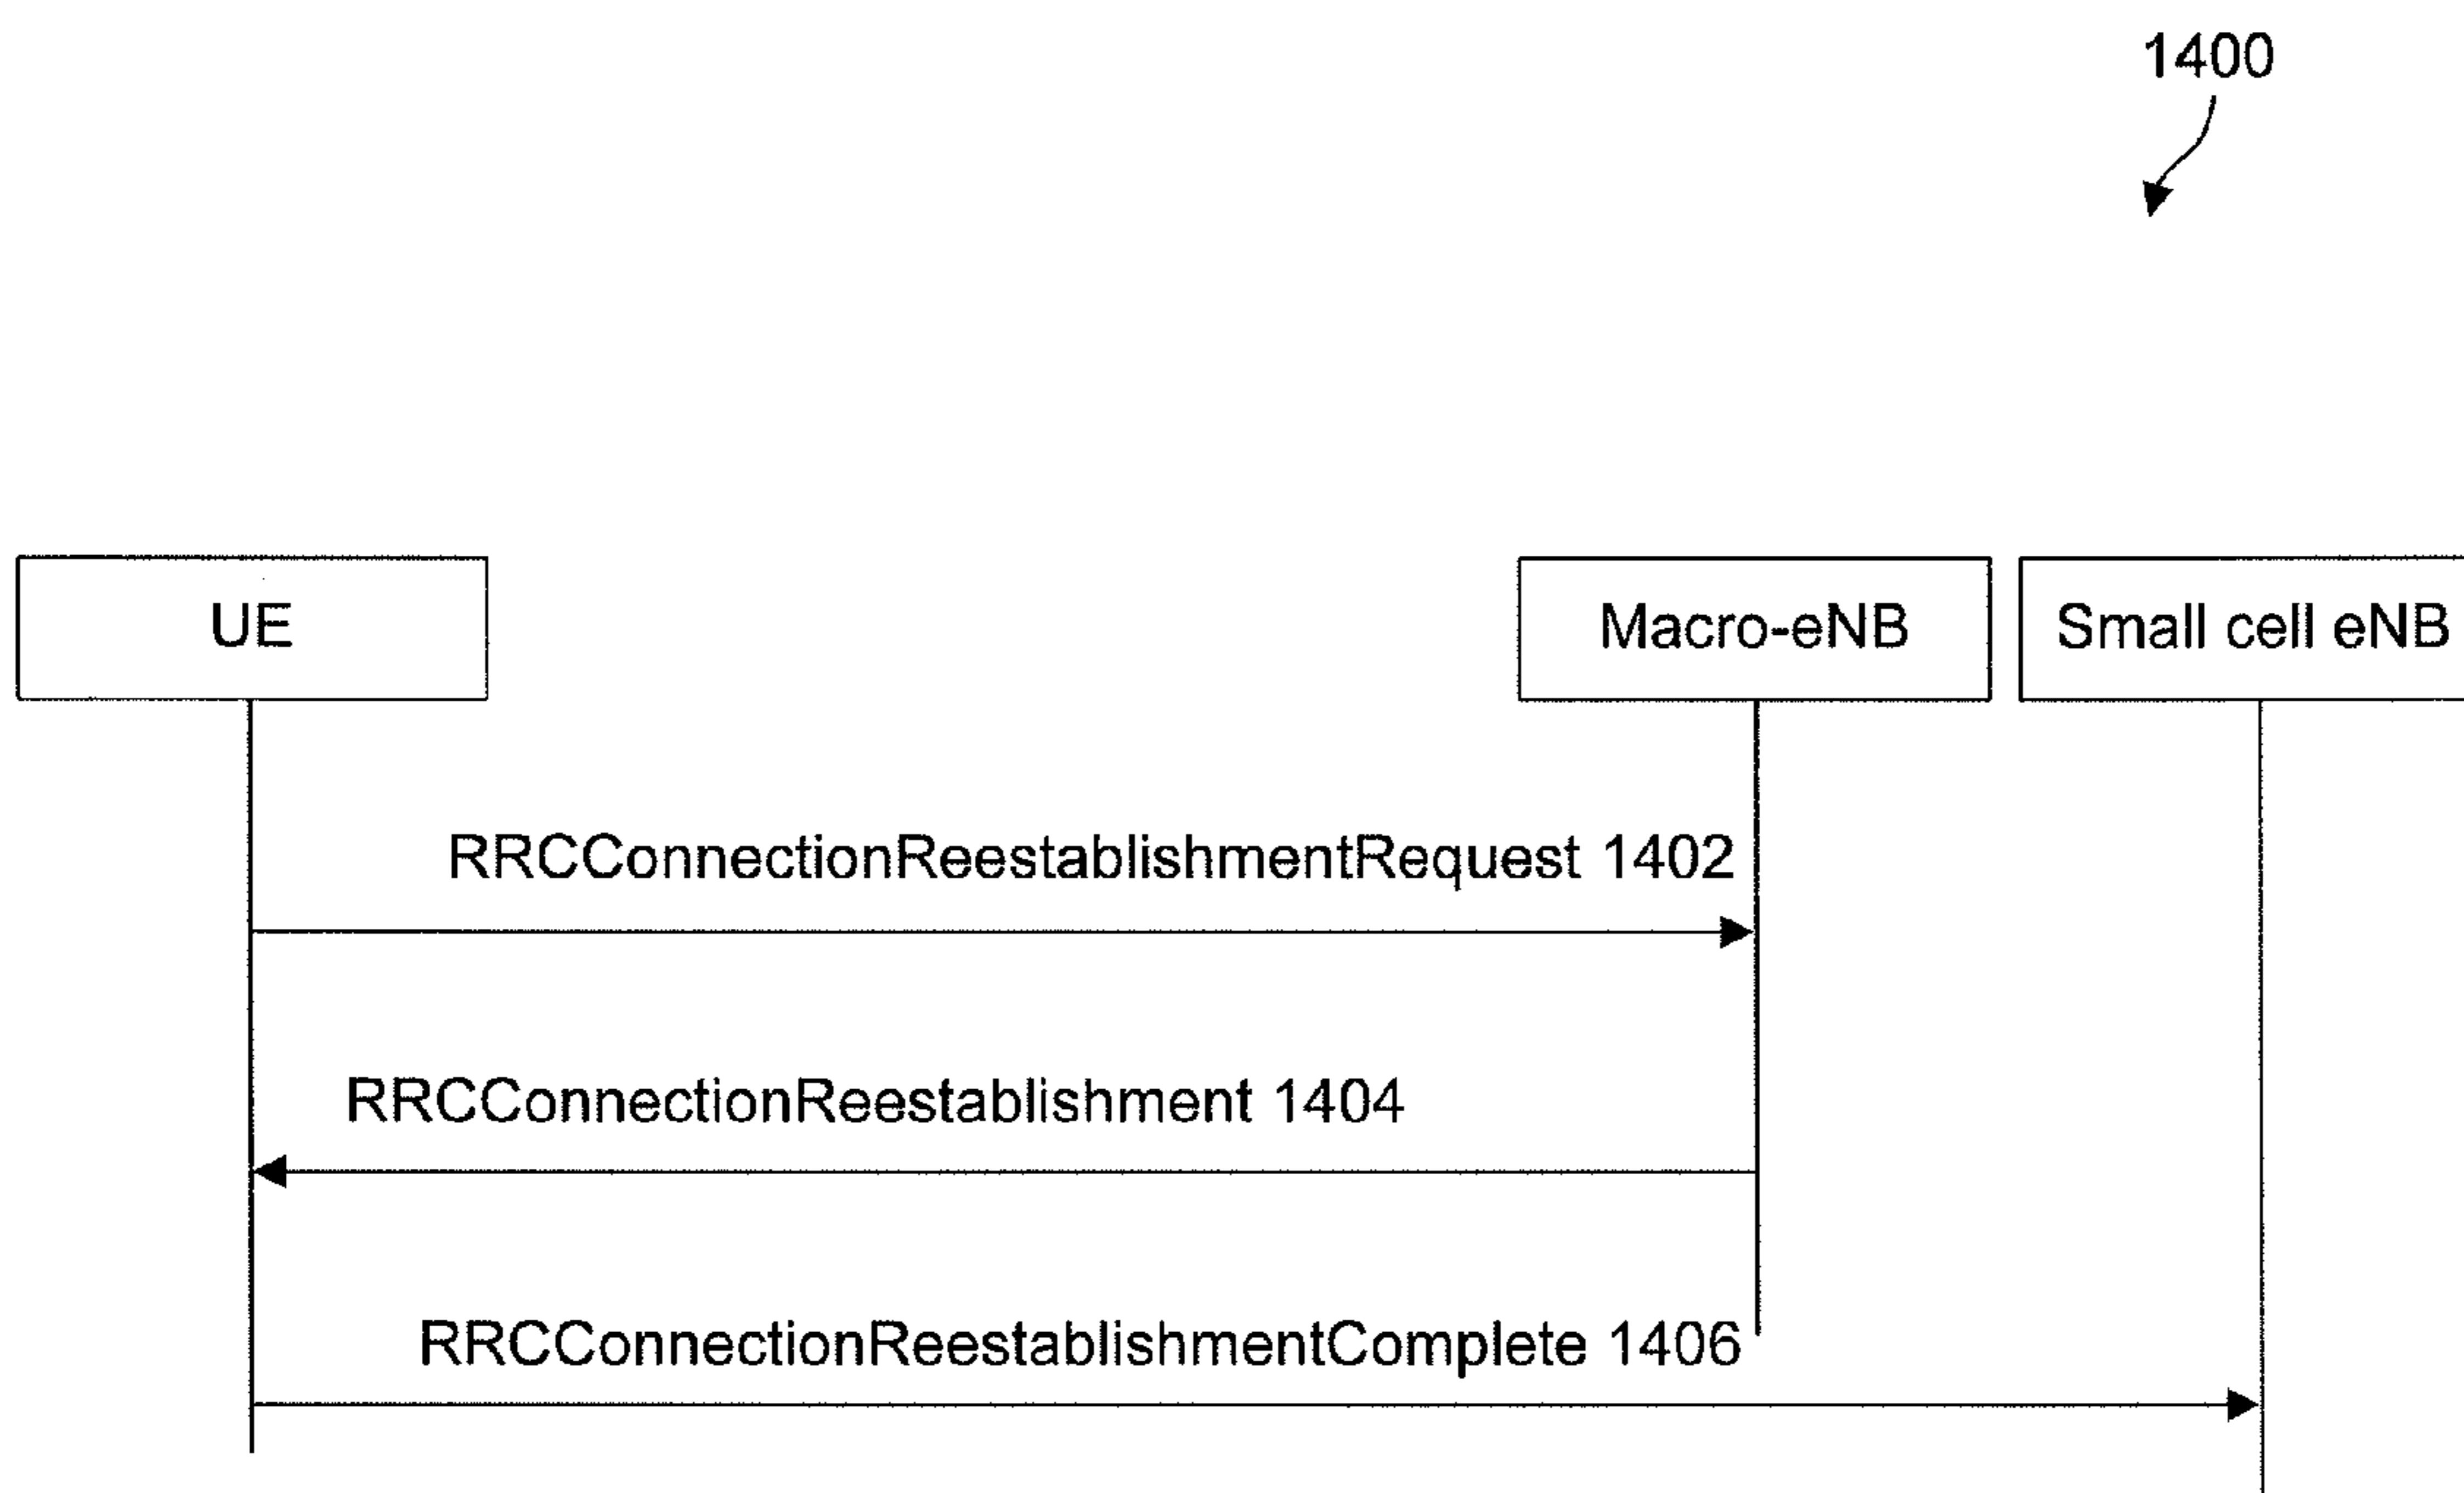 1400
UE
Macro-eNB
Small cell eNB
RRCConnectionReestablishmentRequest 1402
RRCConnectionReestablishment 1404
RRCConnectionReestablishmentComplete 1406